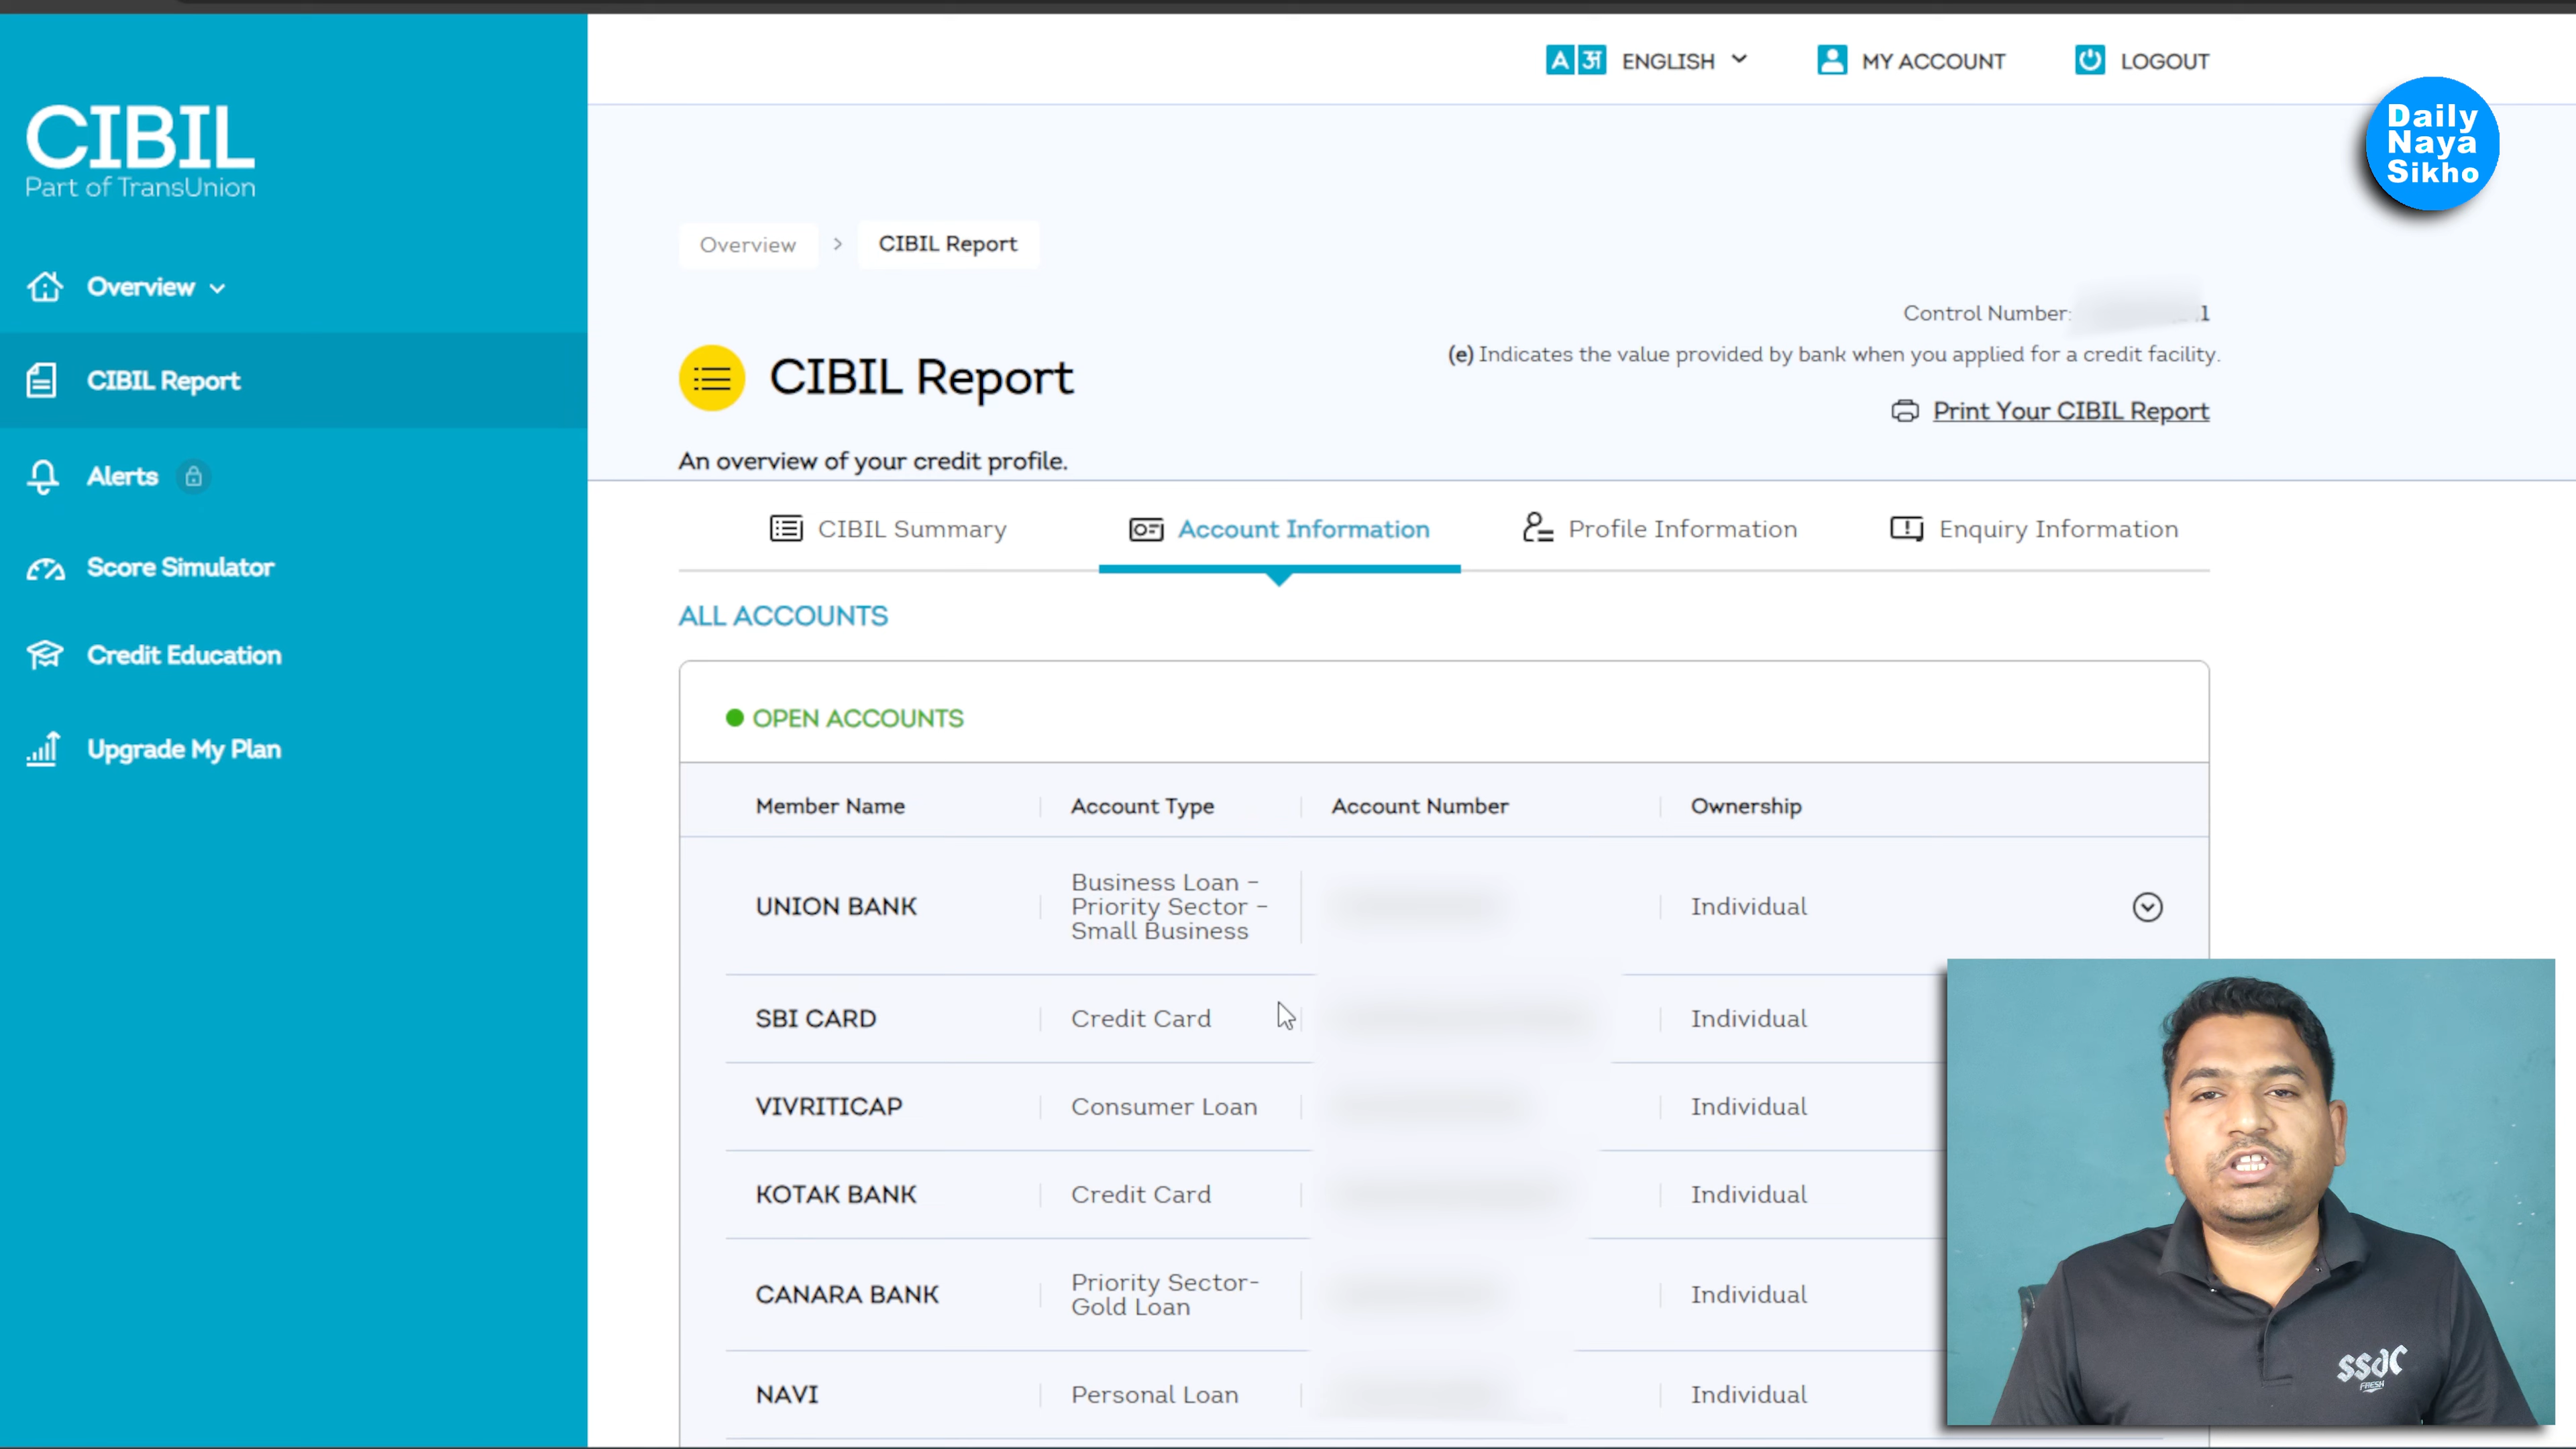 A अ ENGLISH
MY ACCOUNT
LOGOUT
Daily
Naya
Sikho
CIBIL
Part of TransUnion
Overview
CIBIL Report
Alerts
Score Simulator
Credit Education
Upgrade My Plan
Overview > CIBIL Report
Control Number: 1
(e) Indicates the value provided by bank when you applied for a credit facility.
CIBIL Report
Print Your CIBIL Report
An overview of your credit profile.
CIBIL Summary
Account Information
Profile Information
Enquiry Information
ALL ACCOUNTS
OPEN ACCOUNTS
Member Name Account Type Account Number Ownership
UNION BANK
Business Loan –
Priority Sector –
Small Business
Individual
SBI CARD Credit Card Individual
VIVRITICAP Consumer Loan Individual
KOTAK BANK Credit Card Individual
CANARA BANK
Priority Sector-
Gold Loan
Individual
NAVI Personal Loan Individual
FRESH